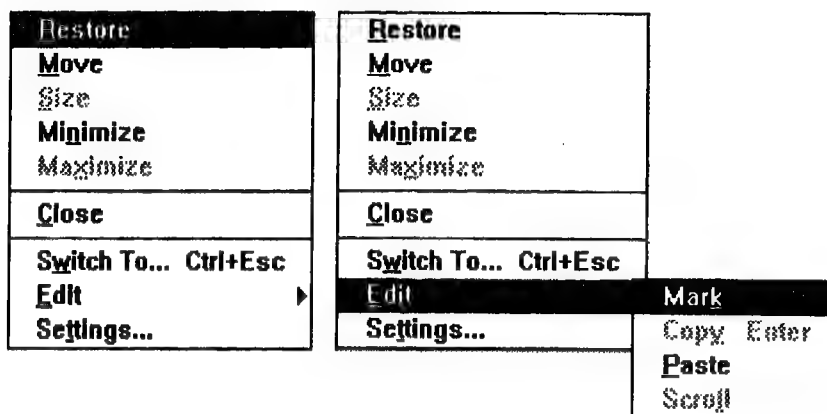 Restore
Move
Size
Minimize
Maximize
Close
Switch To... Ctrl+Esc
Edit
Settings...
Restore
Move
Size
Minimize
Maximize
Close
Switch To... Ctrl+Esc
Edit
Settings...
Mark
Copy Enter
Paste
Scroll